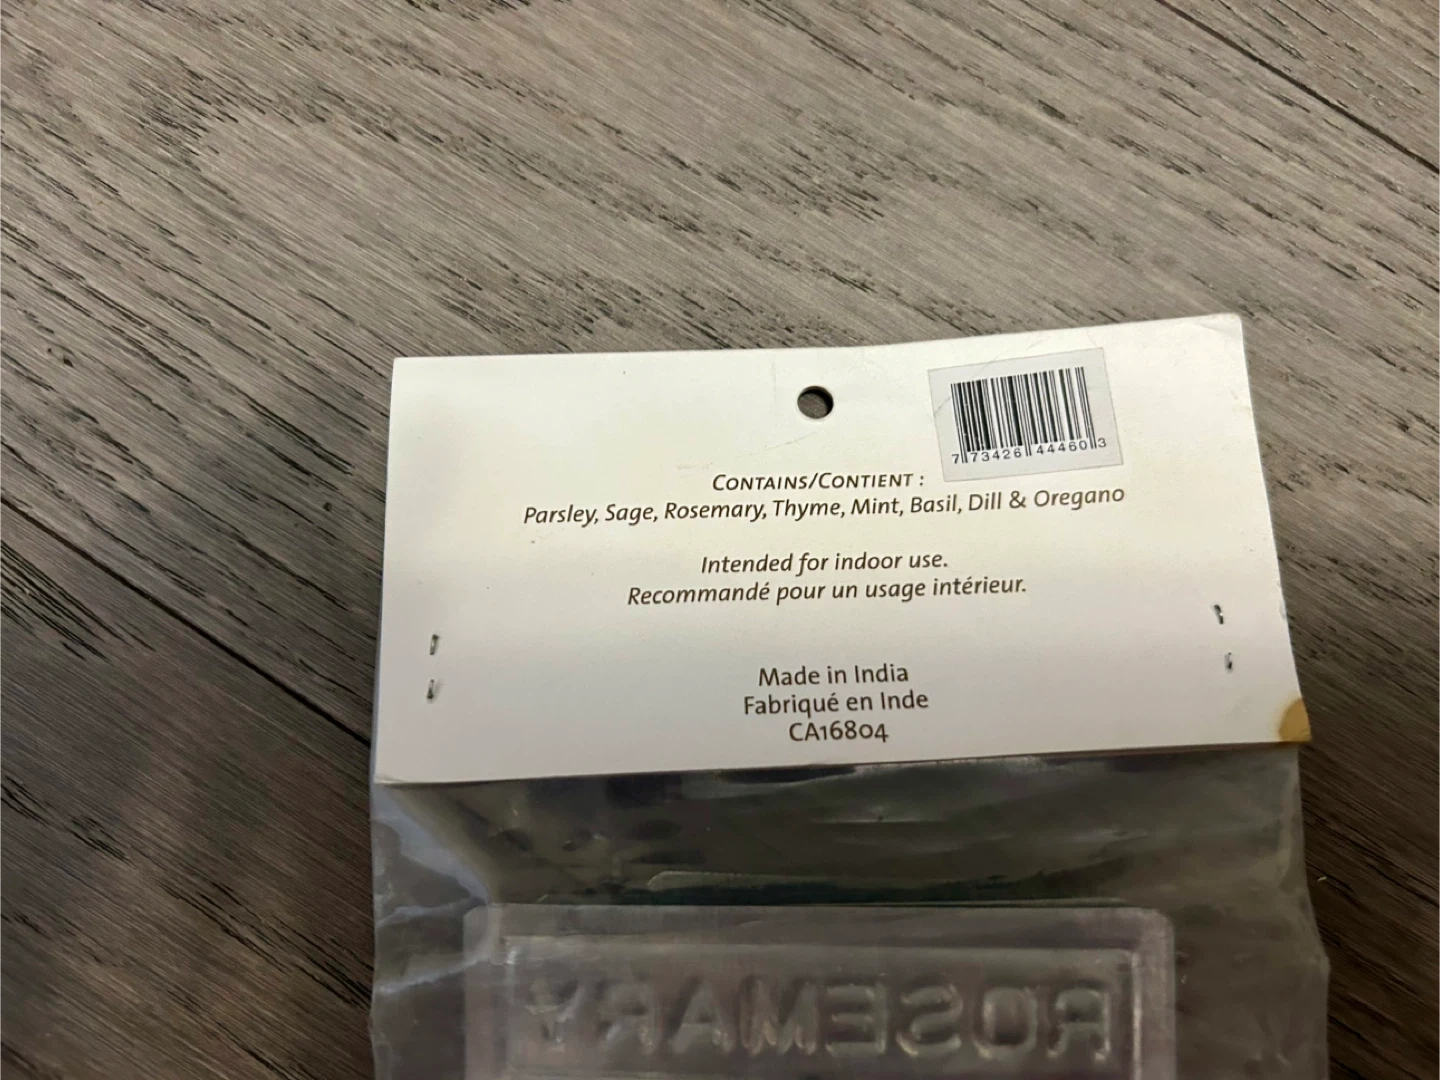 7 73426 44460 3
CONTAINS/CONTIENT :
Parsley, Sage, Rosemary, Thyme, Mint, Basil, Dill & Oregano
Intended for indoor use.
Recommandé pour un usage intérieur.
Made in India
Fabriqué en Inde
CA16804
ROSEMARY